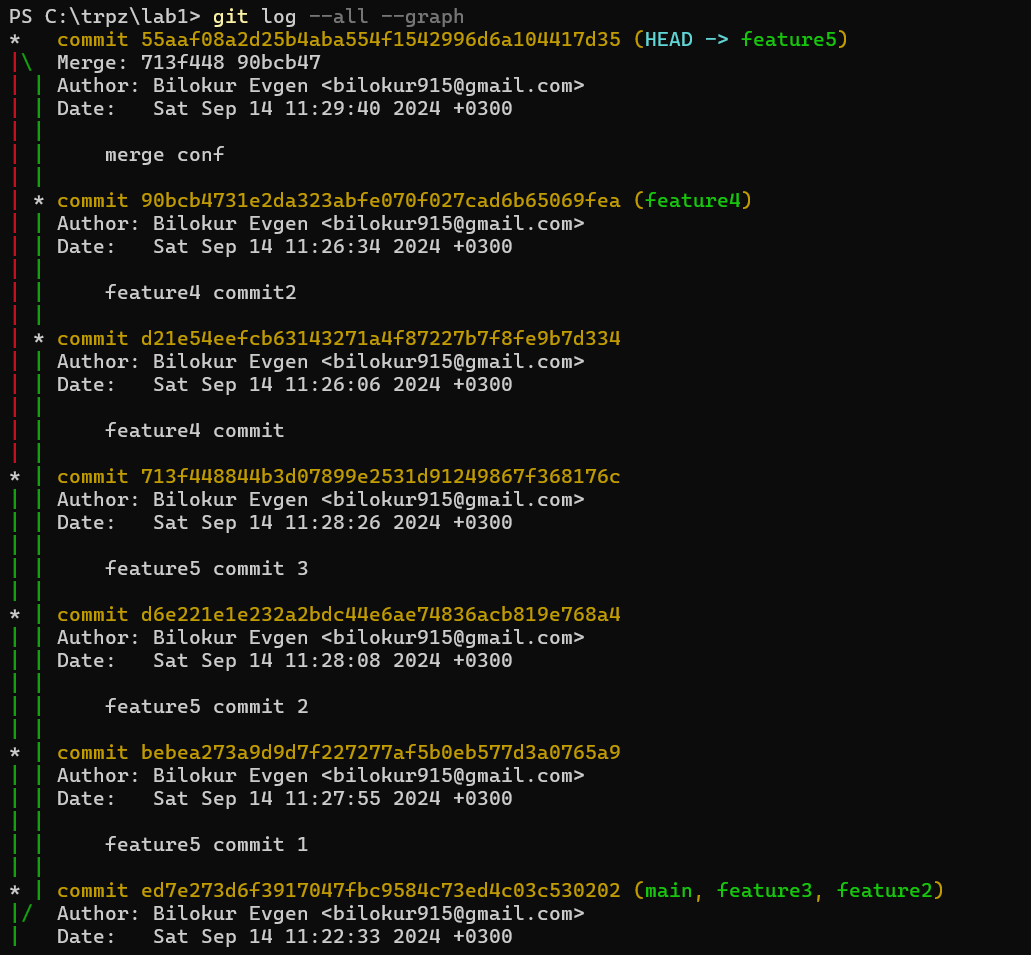 PS C:\trpz\lab1> git log --all --graph
*   commit 55aaf08a2d25b4aba554f1542996d6a104417d35 (HEAD -> feature5)
|\  Merge: 713f448 90bcb47
| | Author: Bilokur Evgen <bilokur915@gmail.com>
| | Date:   Sat Sep 14 11:29:40 2024 +0300
| |
| |     merge conf
| |
| * commit 90bcb4731e2da323abfe070f027cad6b65069fea (feature4)
| | Author: Bilokur Evgen <bilokur915@gmail.com>
| | Date:   Sat Sep 14 11:26:34 2024 +0300
| |
| |     feature4 commit2
| |
| * commit d21e54eefcb63143271a4f87227b7f8fe9b7d334
| | Author: Bilokur Evgen <bilokur915@gmail.com>
| | Date:   Sat Sep 14 11:26:06 2024 +0300
| |
| |     feature4 commit
| |
* | commit 713f448844b3d07899e2531d91249867f368176c
| | Author: Bilokur Evgen <bilokur915@gmail.com>
| | Date:   Sat Sep 14 11:28:26 2024 +0300
| |
| |     feature5 commit 3
| |
* | commit d6e221e1e232a2bdc44e6ae74836acb819e768a4
| | Author: Bilokur Evgen <bilokur915@gmail.com>
| | Date:   Sat Sep 14 11:28:08 2024 +0300
| |
| |     feature5 commit 2
| |
* | commit bebea273a9d9d7f227277af5b0eb577d3a0765a9
| | Author: Bilokur Evgen <bilokur915@gmail.com>
| | Date:   Sat Sep 14 11:27:55 2024 +0300
| |
| |     feature5 commit 1
| |
* | commit ed7e273d6f3917047fbc9584c73ed4c03c530202 (main, feature3, feature2)
|/  Author: Bilokur Evgen <bilokur915@gmail.com>
|   Date:   Sat Sep 14 11:22:33 2024 +0300